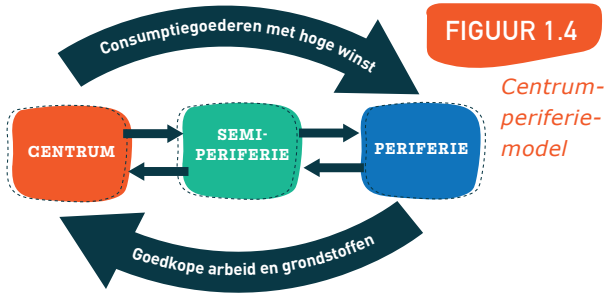 Consumptiegoederen met hoge winst
FIGUUR 1.4
Centrum-
periferie-
model
CENTRUM
SEMI-
PERIFERIE
PERIFERIE
Goedkope arbeid en grondstoffen